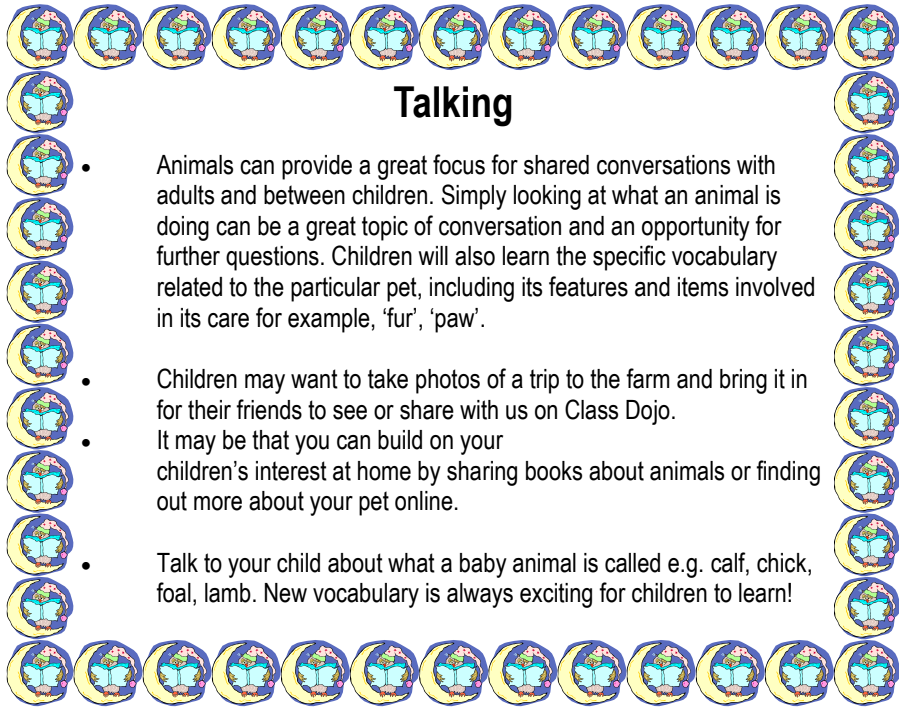 Talking
• Animals can provide a great focus for shared conversations with
adults and between children. Simply looking at what an animal is
doing can be a great topic of conversation and an opportunity for
further questions. Children will also learn the specific vocabulary
related to the particular pet, including its features and items involved
in its care for example, ‘fur’, ‘paw’.
• Children may want to take photos of a trip to the farm and bring it in
for their friends to see or share with us on Class Dojo.
• It may be that you can build on your
children’s interest at home by sharing books about animals or finding
out more about your pet online.
• Talk to your child about what a baby animal is called e.g. calf, chick,
foal, lamb. New vocabulary is always exciting for children to learn!